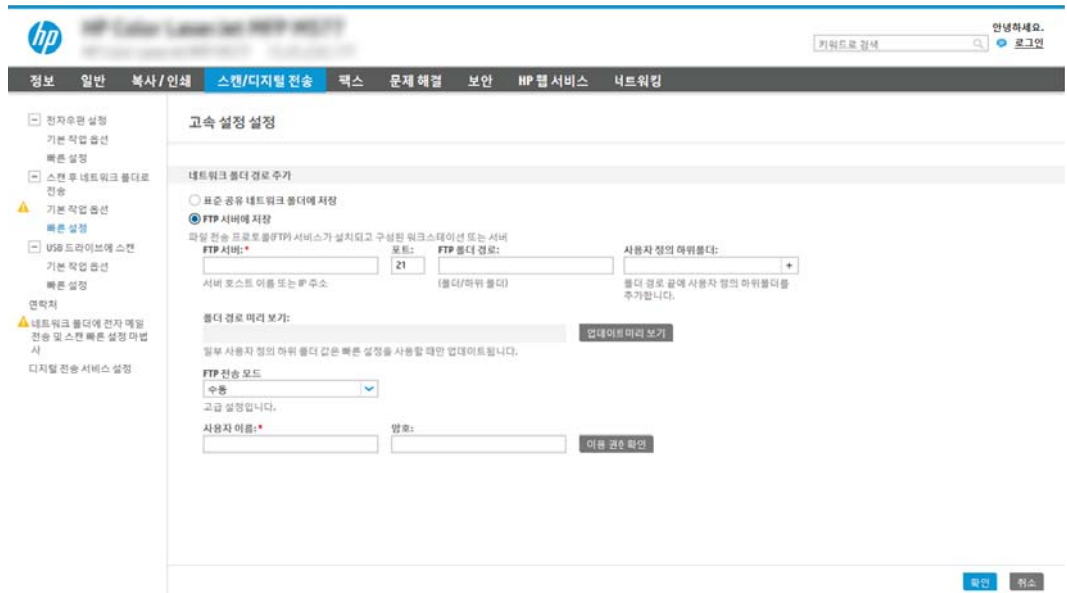 hp
안녕하세요.
키워드로 검색
로그인
정보 일반 복사 / 인쇄 스캔/디지털 전송 팩스 문제 해결 보안 HP 웹 서비스 네트워킹
전자우편 설정
기본 작업 옵션
빠른 설정
스캔 후 네트워크 폴더로
전송
기본 작업 옵션
빠른 설정
USB 드라이브에 스캔
기본 작업 옵션
빠른 설정
연락처
네트워크 폴더에 전자 메일
전송 및 스캔 빠른 설정 마법
사
디지털 전송 서비스 설정
고속 설정 설정
네트워크 폴더 경로 추가
표준 공유 네트워크 폴더에 저장
FTP 서버에 저장
파일 전송 프로토콜(FTP) 서비스가 설치되고 구성된 워크스테이션 또는 서버
FTP 서버:* 포트: FTP 폴더 경로: 사용자 정의 하위폴더:
21 +
서버 호스트 이름 또는 IP 주소 (폴더/하위 폴더) 폴더 경로 끝에 사용자 정의 하위폴더를
추가합니다.
폴더 경로 미리 보기:
업데이트미리 보기
일부 사용자 정의 하위 폴더 값은 빠른 설정을 사용할 때만 업데이트됩니다.
FTP 전송 모드
수동
고급 설정입니다.
사용자 이름:* 암호:
이용 권한 확인
확인 취소